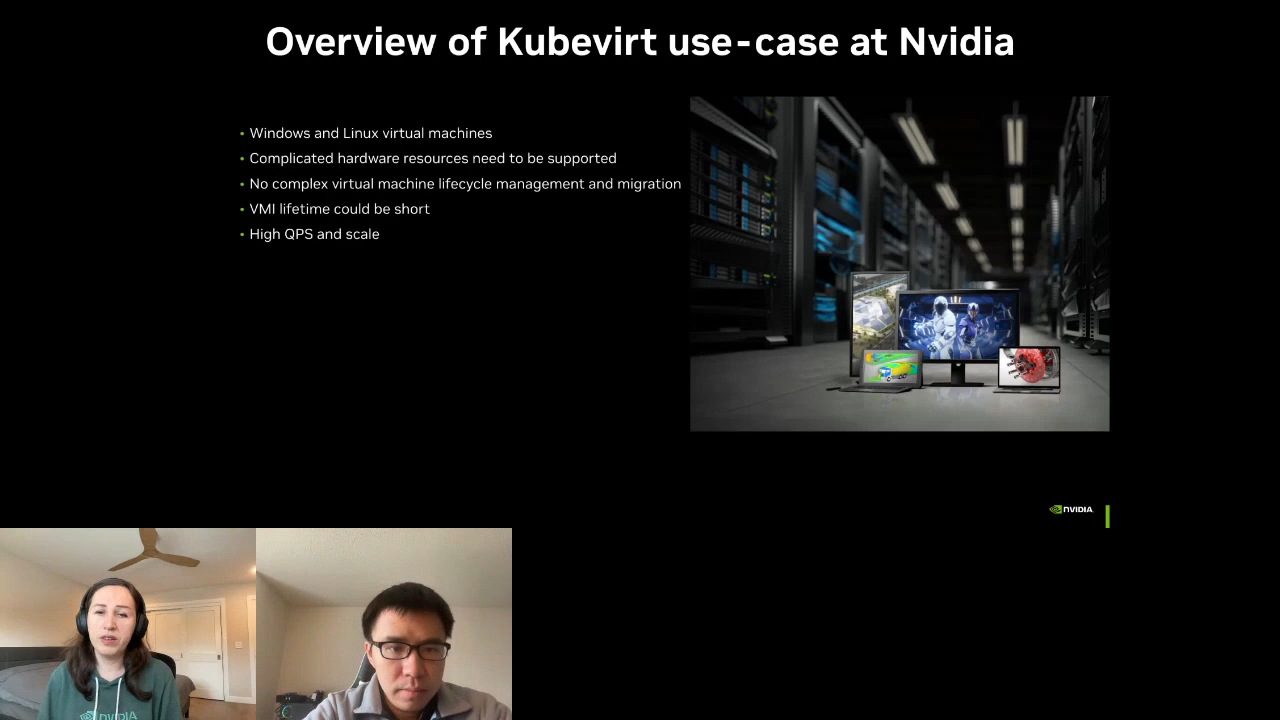 Overview of Kubevirt use-case at Nvidia
Windows and Linux virtual machines
Complicated hardware resources need to be supported
No complex virtual machine lifecycle management and migration
VMI lifetime could be short
High QPS and scale
NVIDIA
NVIDIA